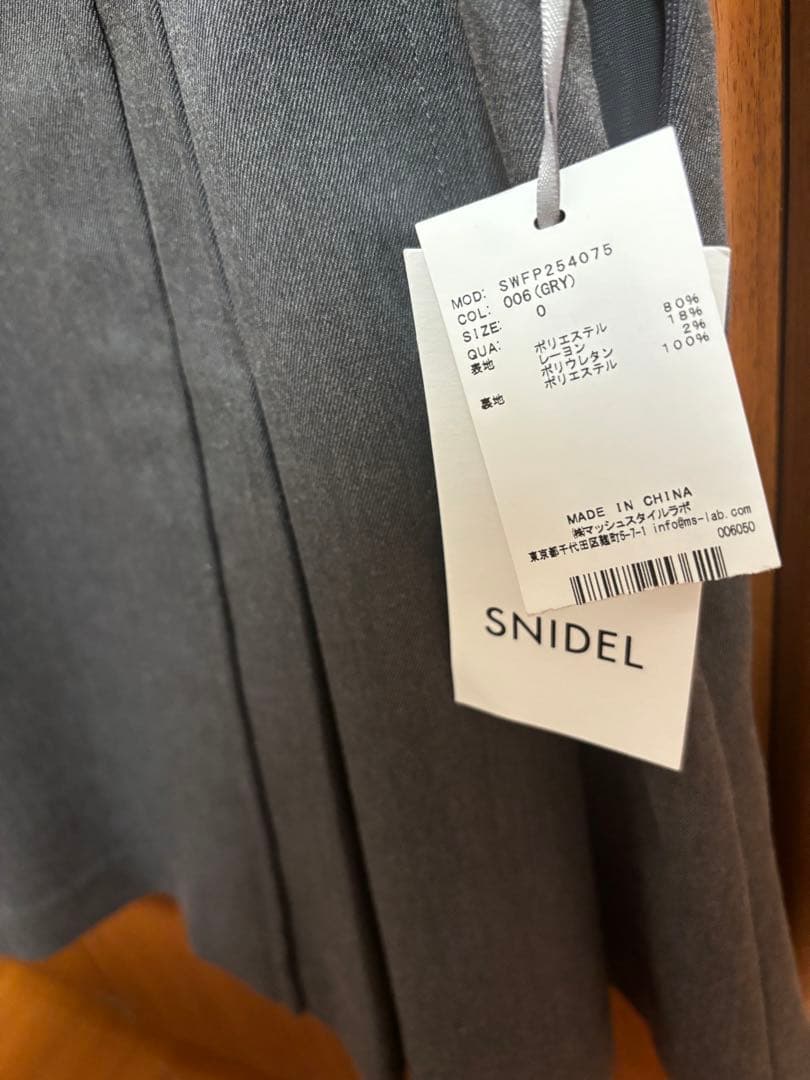 MOD: SWFP254075
COL: 006(GRY)
SIZE: 0
QUA:
表地 ポリエステル 80%
レーヨン 18%
ポリウレタン 2%
裏地 ポリエステル 100%
MADE IN CHINA
㈱マッシュスタイルラボ
東京都千代田区麹町5-7-1 info@ms-lab.com
006050
SNIDEL